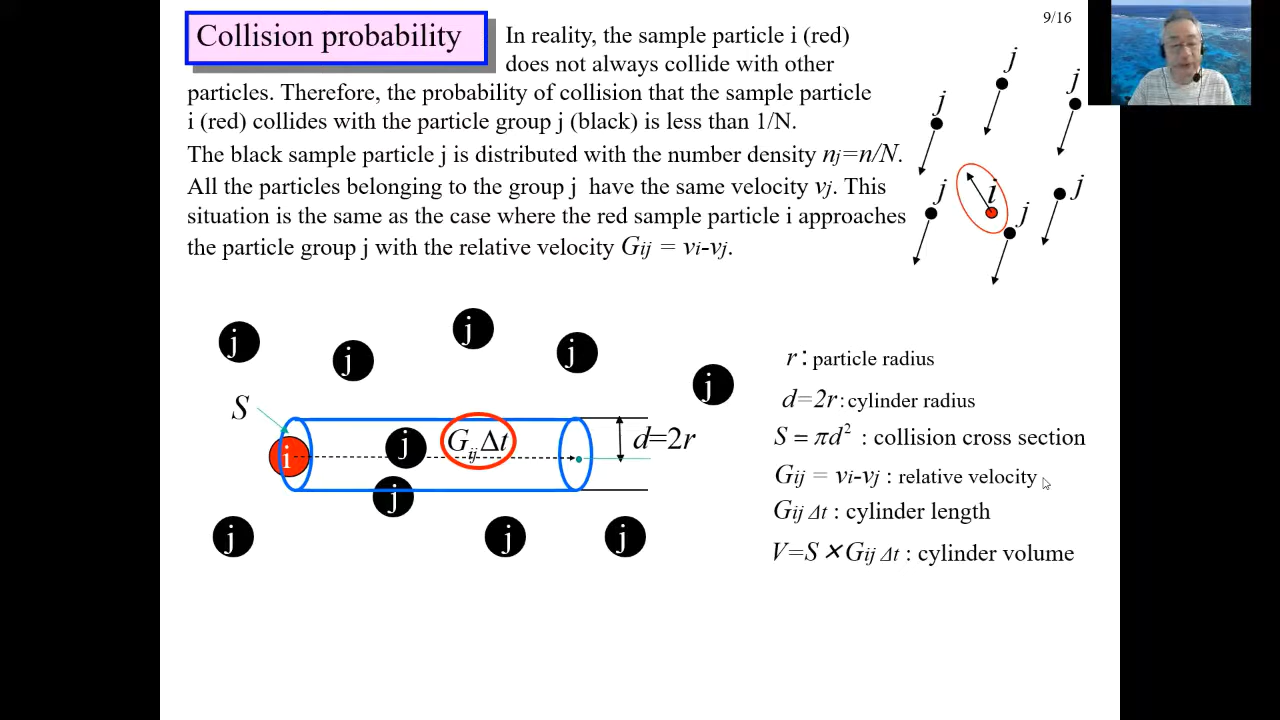 9/16
Collision probability
In reality, the sample particle i (red)
does not always collide with other
particles. Therefore, the probability of collision that the sample particle
i (red) collides with the particle group j (black) is less than 1/N.
The black sample particle j is distributed with the number density nj=n/N.
All the particles belonging to the group j have the same velocity vj. This
situation is the same as the case where the red sample particle i approaches
the particle group j with the relative velocity Gij = vi-vj.
j
j
j
j
i
j
j
j
j
j
j
j
S
i
j
GijΔt
d=2r
j
j
j
j
r : particle radius
d=2r : cylinder radius
S = πd² : collision cross section
Gij = vi-vj : relative velocity
Gij Δt : cylinder length
V=S×Gij Δt : cylinder volume